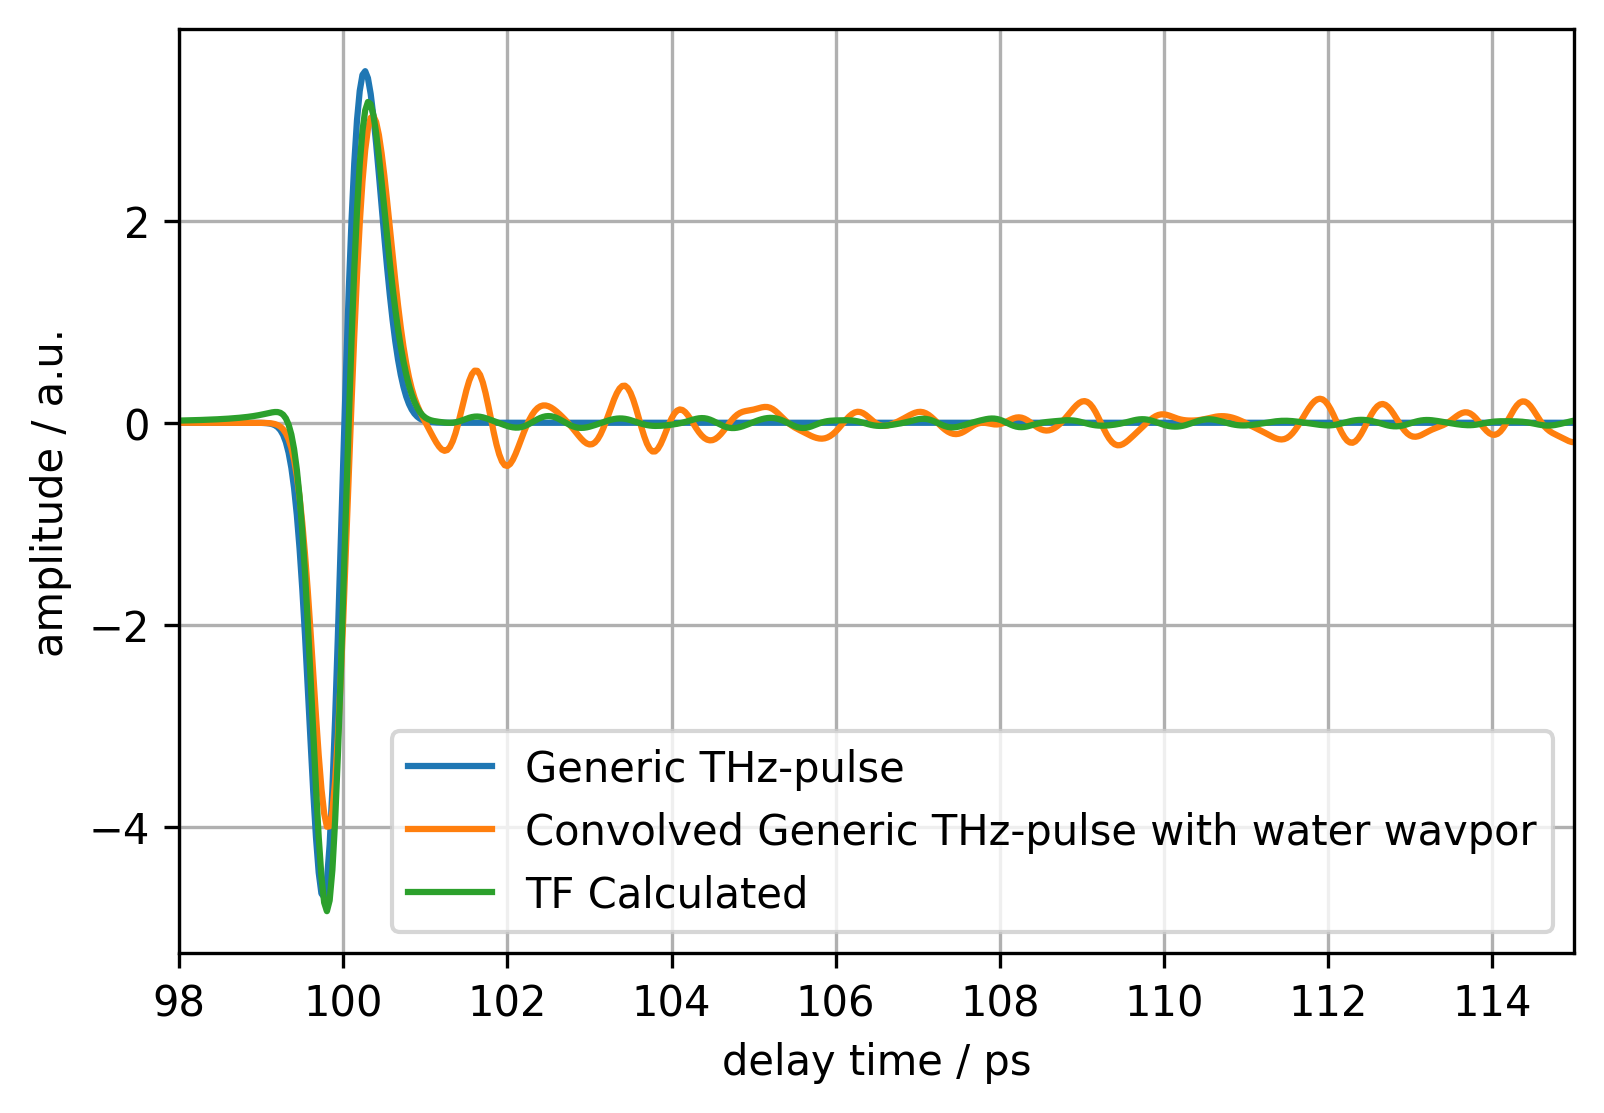 amplitude / a.u.
2
0
−2
−4
Generic THz-pulse
Convolved Generic THz-pulse with water wavpor
TF Calculated
98 100 102 104 106 108 110 112 114
delay time / ps